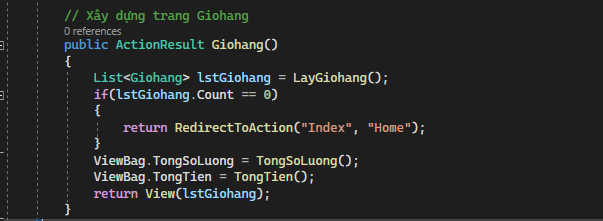 // Xây dựng trang Giohang
0 references
public ActionResult Giohang()
{
List<Giohang> lstGiohang = LayGiohang();
if(lstGiohang.Count == 0)
{
return RedirectToAction("Index", "Home");
}
ViewBag.TongSoLuong = TongSoLuong();
ViewBag.TongTien = TongTien();
return View(lstGiohang);
}